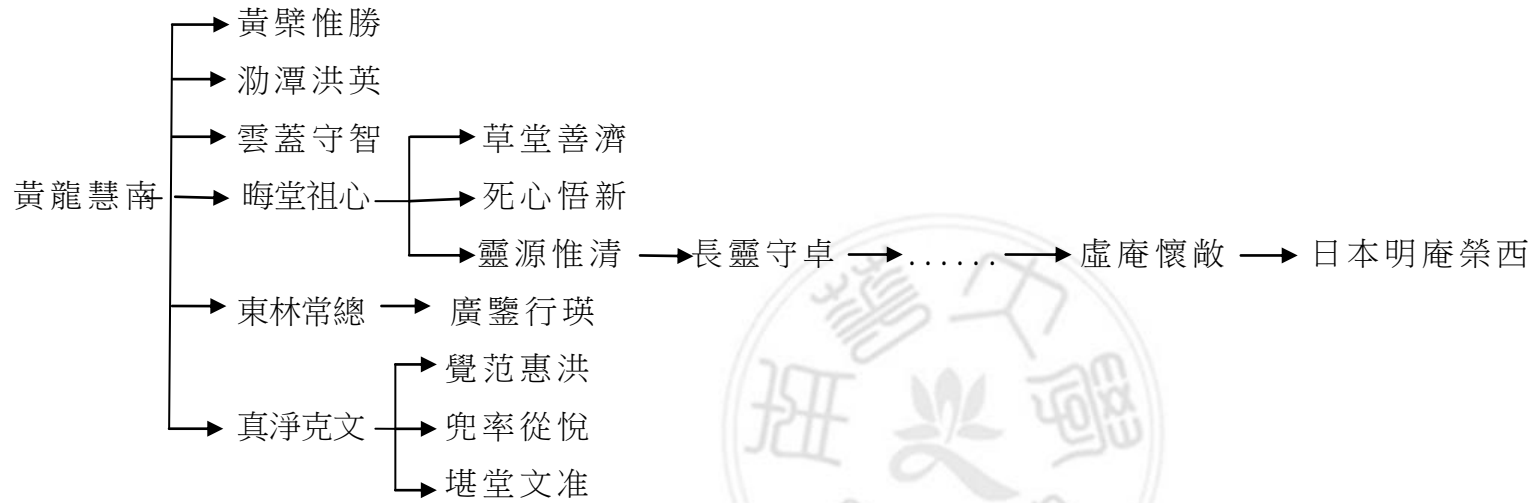 黃檗惟勝
泐潭洪英
雲蓋守智
草堂善濟
黃龍慧南
晦堂祖心
死心悟新
靈源惟清
長靈守卓
......
虛庵懷敞
日本明庵榮西
東林常總
廣鑒行瑛
覺范惠洪
真淨克文
兜率從悅
堪堂文准